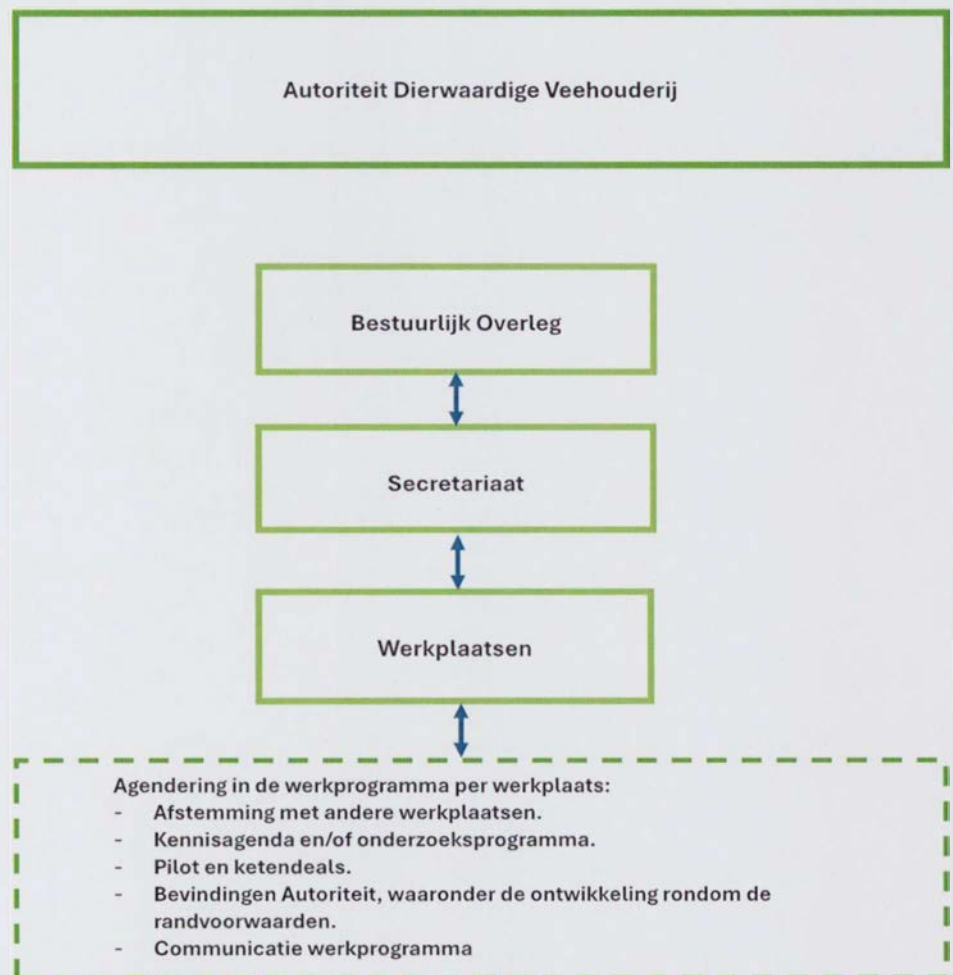 Autoriteit Dierwaardige Veehouderij
Bestuurlijk Overleg
Secretariaat
Werkplaatsen
Agendering in de werkprogramma per werkplaats:
- Afstemming met andere werkplaatsen.
- Kennisagenda en/of onderzoeksprogramma.
- Pilot en ketendeals.
- Bevindingen Autoriteit, waaronder de ontwikkeling rondom de
randvoorwaarden.
- Communicatie werkprogramma